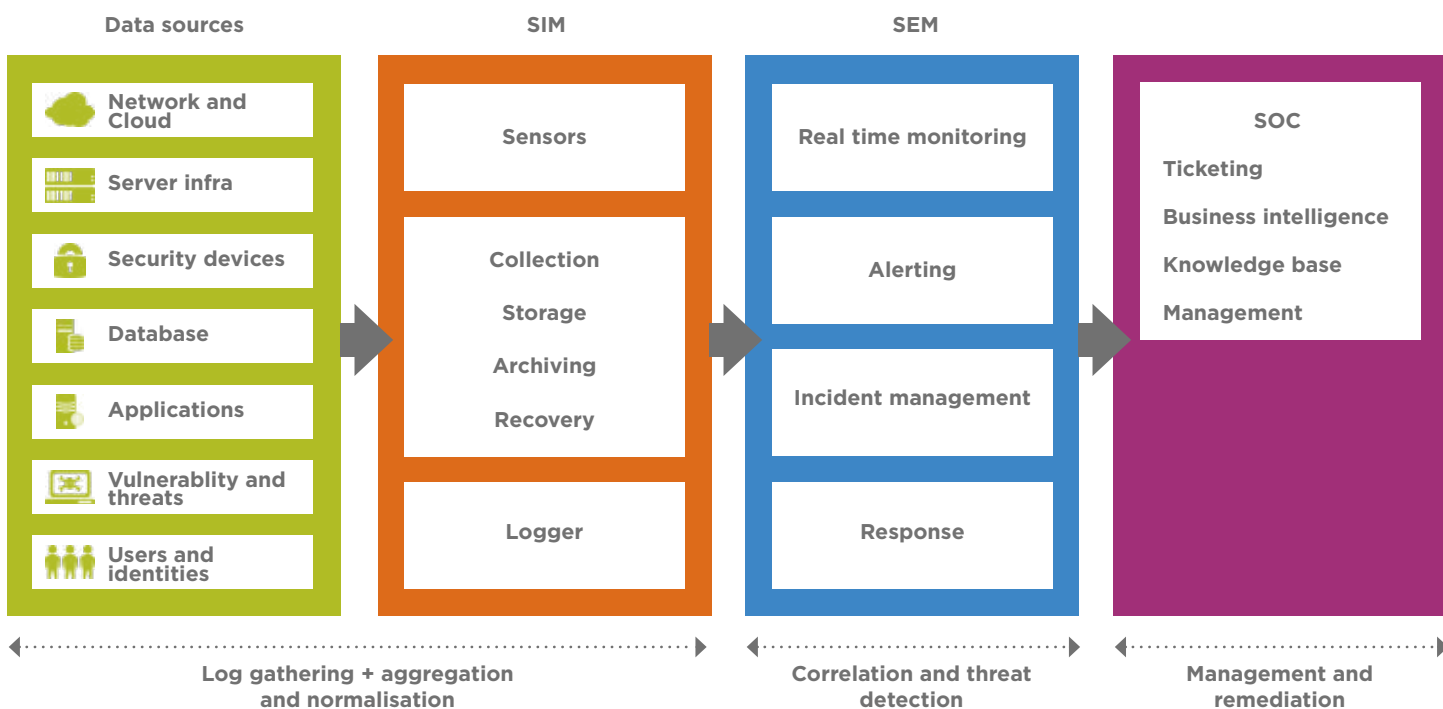 Data sources
SIM
SEM
Network and
Cloud
Server infra
Security devices
Database
Applications
Vulnerablity and
threats
Users and
identities
Sensors
Collection
Storage
Archiving
Recovery
Logger
Real time monitoring
Alerting
Incident management
Response
SOC
Ticketing
Business intelligence
Knowledge base
Management
Log gathering + aggregation
and normalisation
Correlation and threat
detection
Management and
remediation